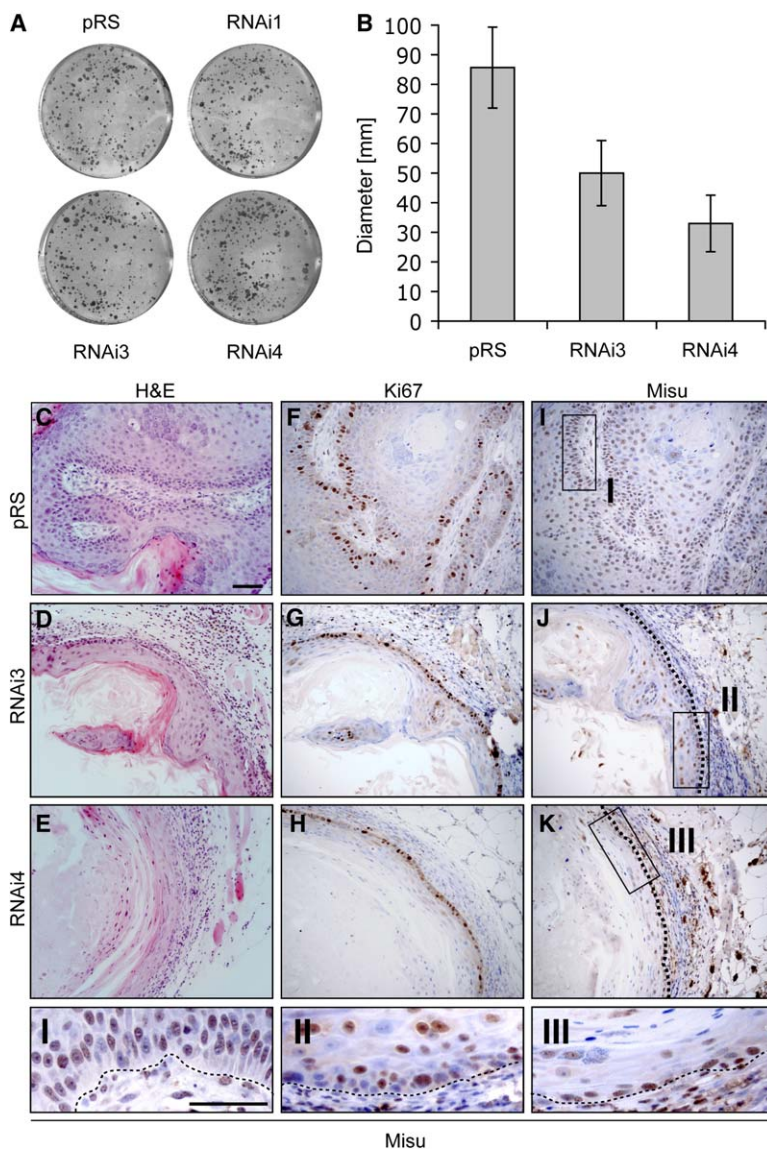 A
pRS
RNAi1
RNAi3
RNAi4
B
Diameter [mm]
100
90
80
70
60
50
40
30
20
10
0
pRS
RNAi3
RNAi4
H&E
Ki67
Misu
pRS
C
F
I
I
RNAi3
D
G
J
II
RNAi4
E
H
K
III
I
II
III
Misu